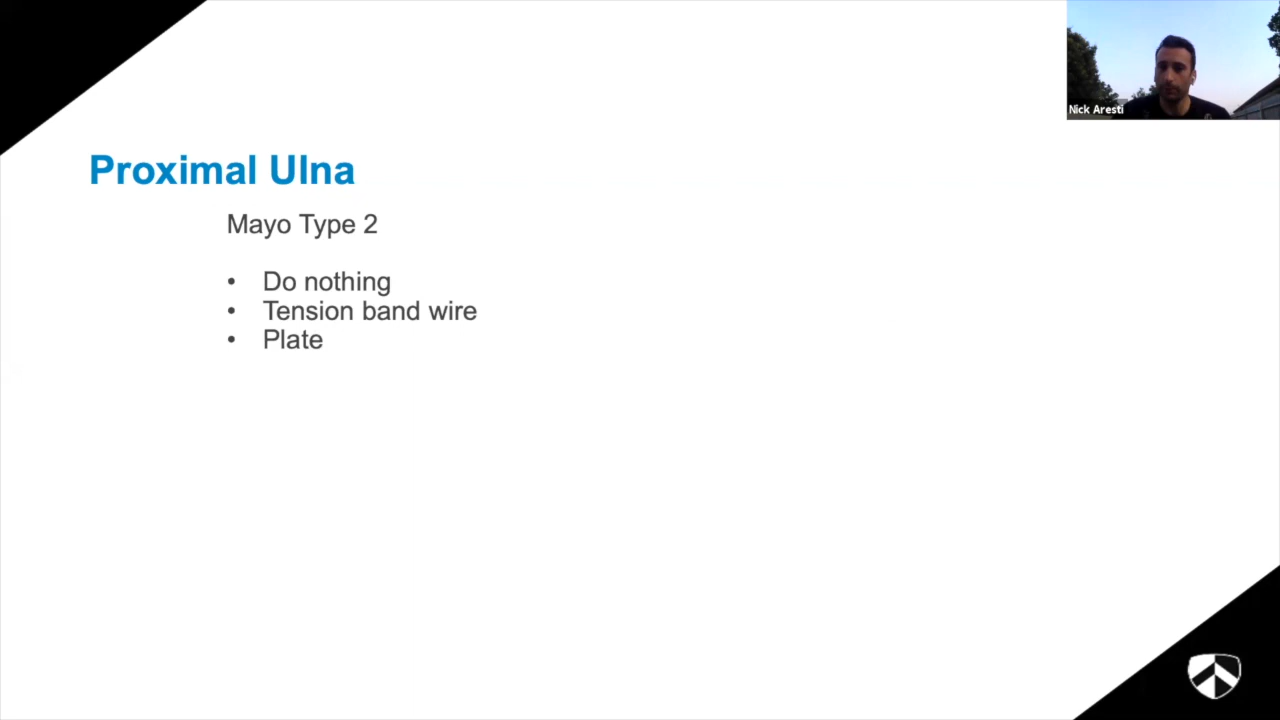 Nick Aresti
Proximal Ulna
Mayo Type 2
• Do nothing
• Tension band wire
• Plate